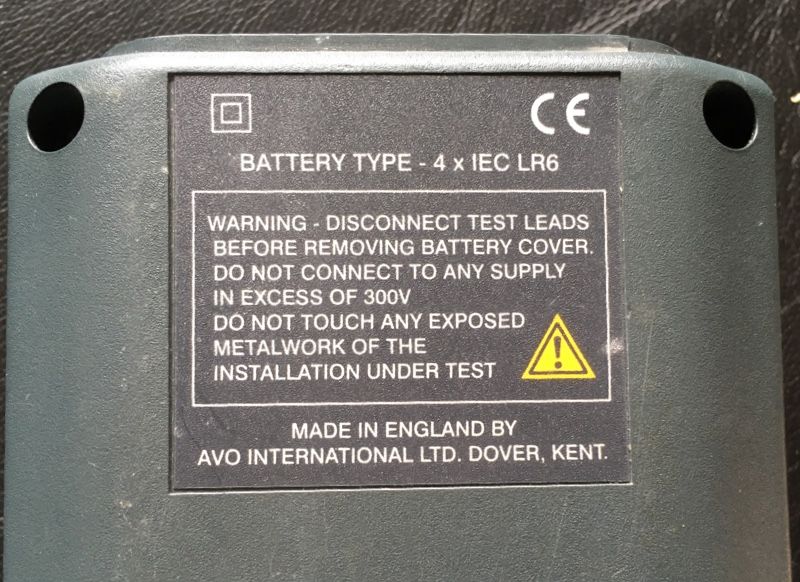 CE
BATTERY TYPE - 4 x IEC LR6
WARNING - DISCONNECT TEST LEADS
BEFORE REMOVING BATTERY COVER.
DO NOT CONNECT TO ANY SUPPLY
IN EXCESS OF 300V
DO NOT TOUCH ANY EXPOSED
METALWORK OF THE
INSTALLATION UNDER TEST
!
MADE IN ENGLAND BY
AVO INTERNATIONAL LTD. DOVER, KENT.